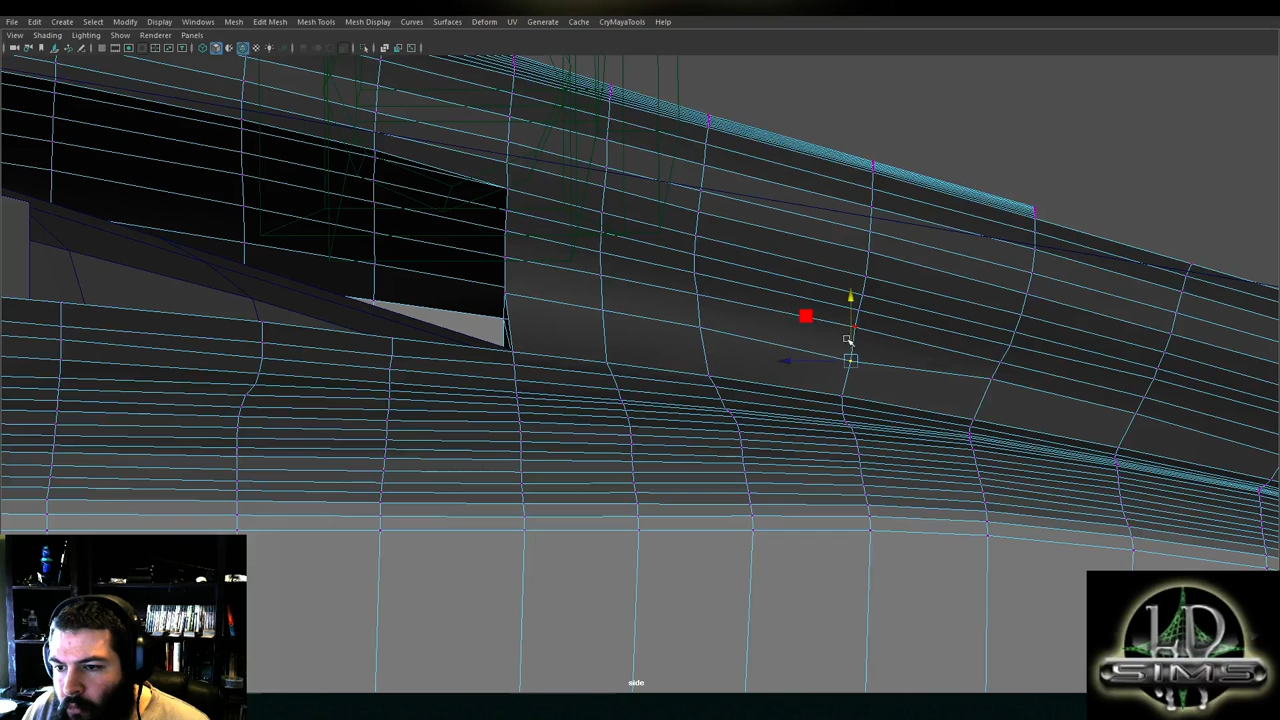 File Edit Create Select Modify Display Windows Mesh Edit Mesh Mesh Tools Mesh Display Curves Surfaces Deform UV Generate Cache CryMayaTools Help
View Shading Lighting Show Renderer Panels
side
SIMS